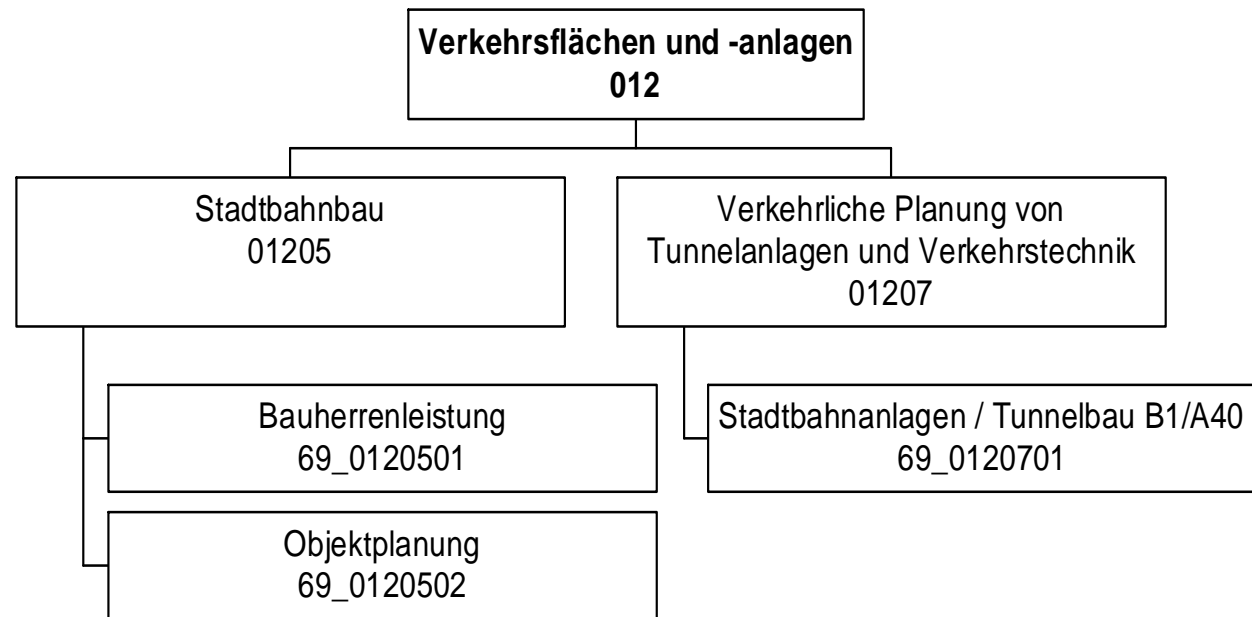 Verkehrsflächen und -anlagen
012
Stadtbahnbau
01205
Verkehrliche Planung von
Tunnelanlagen und Verkehrstechnik
01207
Bauherrenleistung
69_0120501
Stadtbahnanlagen / Tunnelbau B1/A40
69_0120701
Objektplanung
69_0120502